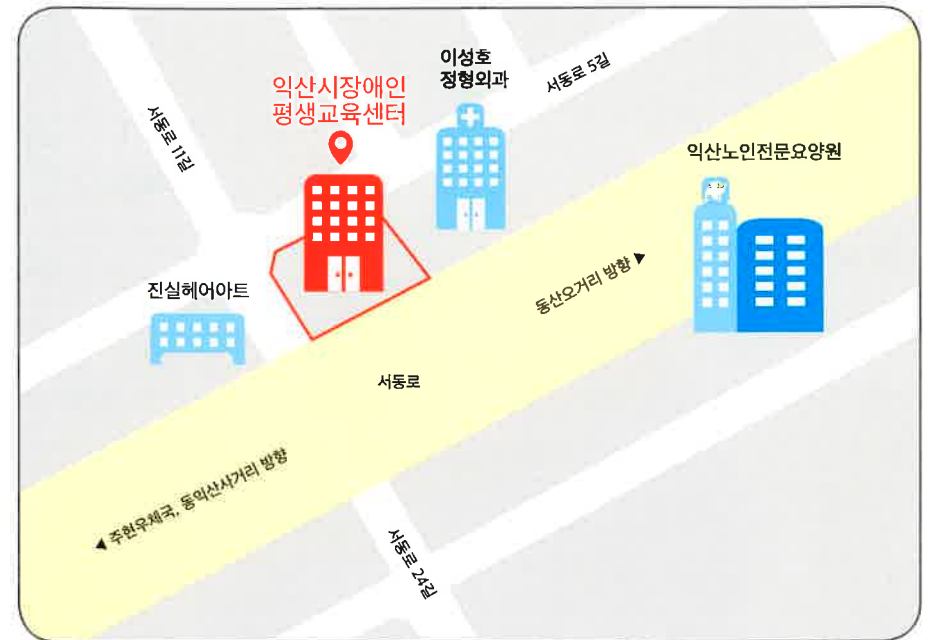 이성호
정형외과
서동로 5길
익산시장애인
평생교육센터
서동로 11길
익산노인전문요양원
동산오거리 방향 ▶
진실헤어아트
서동로
◀ 주현우체국, 동익산사거리 방향
서동로 24길